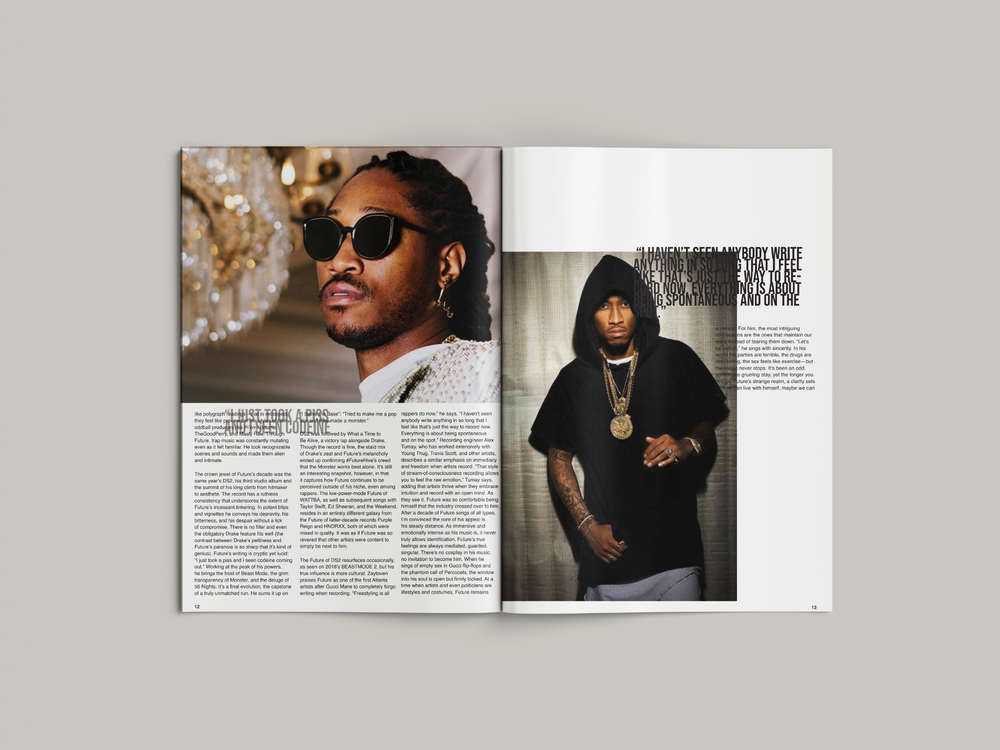 "I JUST TOOK A PISS
AND I SEEN CODEINE
like polygraph
they feel like
oddball
TheGoodPerry, and Through
Future, trap music was constantly mutating
even as it felt familiar. He took recognizable
scenes and sounds and made them alien
and intimate.
The crown jewel of Future's decade was the
same year's DS2, his third studio album and
the summit of his long climb from hitmaker
to aesthete. The record has a ruthless
consistency that underscores the extent of
Future's incessant tinkering. In potent blips
and vignettes he conveys his depravity, his
bitterness, and his despair without a lick
of compromise. There is no filler and even
the obligatory Drake feature fits well (the
contrast between Drake's pettiness and
Future's paranoia is so sharp that it's kind of
genius). Future's writing is cryptic yet lucid:
"I just took a piss and I seen codeine coming
out." Working at the peak of his powers,
he brings the frost of Beast Mode, the grim
transparency of Monster, and the deluge of
56 Nights. It's a final evolution, the capstone
of a truly unmatched run. He sums it up on
"Tried to make me a pop
made a monster."
was followed by What a Time to
Be Alive, a victory lap alongside Drake.
Though the record is fine, the staid mix
of Drake's zeal and Future's melancholy
ended up confirming #FutureHive's creed
that the Monster works best alone. It's still
an interesting snapshot, however, in that
it captures how Future continues to be
perceived outside of his niche, even among
rappers. The low-power-mode Future of
WATTBA, as well as subsequent songs with
Taylor Swift, Ed Sheeran, and the Weeknd,
resides in an entirely different galaxy from
the Future of latter-decade records Purple
Reign and HNDRXX, both of which were
mixed in quality. It was as if Future was so
revered that other artists were content to
simply be next to him.
The Future of DS2 resurfaces occasionally,
as seen on 2018's BEASTMODE 2, but his
true influence is more cultural. Zaytoven
praises Future as one of the first Atlanta
artists after Gucci Mane to completely forgo
writing when recording. "Freestyling is all
rappers do now," he says. "I haven't seen
anybody write anything in so long that I
feel like that's just the way to record now.
Everything is about being spontaneous
and on the spot." Recording engineer Alex
Tumay, who has worked extensively with
Young Thug, Travis Scott, and other artists,
describes a similar emphasis on immediacy
and freedom when artists record. "That style
of stream-of-consciousness recording allows
you to feel the raw emotion," Tumay says,
adding that artists thrive when they embrace
intuition and record with an open mind. As
they see it, Future was so comfortable being
himself that the industry crossed over to him.
After a decade of Future songs of all types,
I'm convinced the core of his appeal is
his steady distance. As immersive and
emotionally intense as his music is, it never
truly allows identification. Future's true
feelings are always mediated, guarded,
singular. There's no cosplay in his music,
no invitation to become him. When he
sings of empty sex in Gucci flip-flops and
the phantom call of Percocets, the window
into his soul is open but firmly locked. At a
time when artists and even politicians are
lifestyles and costumes, Future remains
12
"I HAVEN'T SEEN ANYBODY WRITE
ANYTHING IN SO LONG THAT I FEEL
LIKE THAT'S JUST THE WAY TO RE-
CORD NOW. EVERYTHING IS ABOUT
BEING SPONTANEOUS AND ON THE
For him, the most intriguing
are the ones that maintain our
instead of tearing them down. "Let's
he sings with sincerity. In his
parties are terrible, the drugs are
the sex feels like exercise—but
never stops. It's been an odd,
grueling stay, yet the longer you
Future's strange realm, a clarity sets
live with himself, maybe we can
13